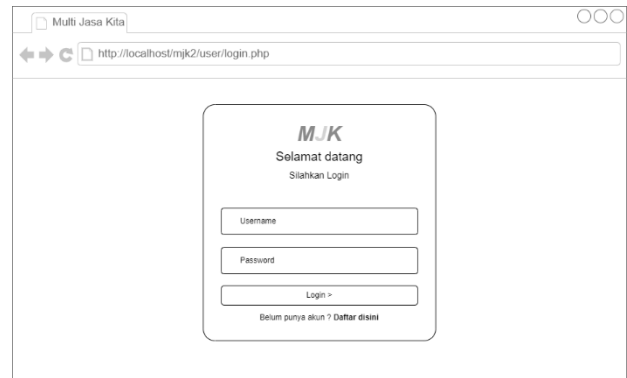 Multi Jasa Kita
http://localhost/mjk2/user/login.php
MJK
Selamat datang
Silahkan Login
Username
Password
Login >
Belum punya akun ? Daftar disini